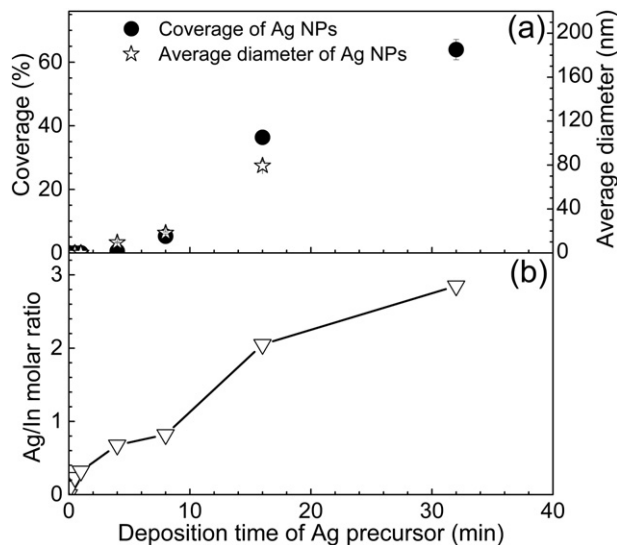 (a)
Coverage of Ag NPs
Average diameter of Ag NPs
Coverage (%)
60
40
20
0
Average diameter (nm)
200
160
120
80
40
0
(b)
Ag/In molar ratio
3
2
1
0
0 10 20 30 40
Deposition time of Ag precursor (min)